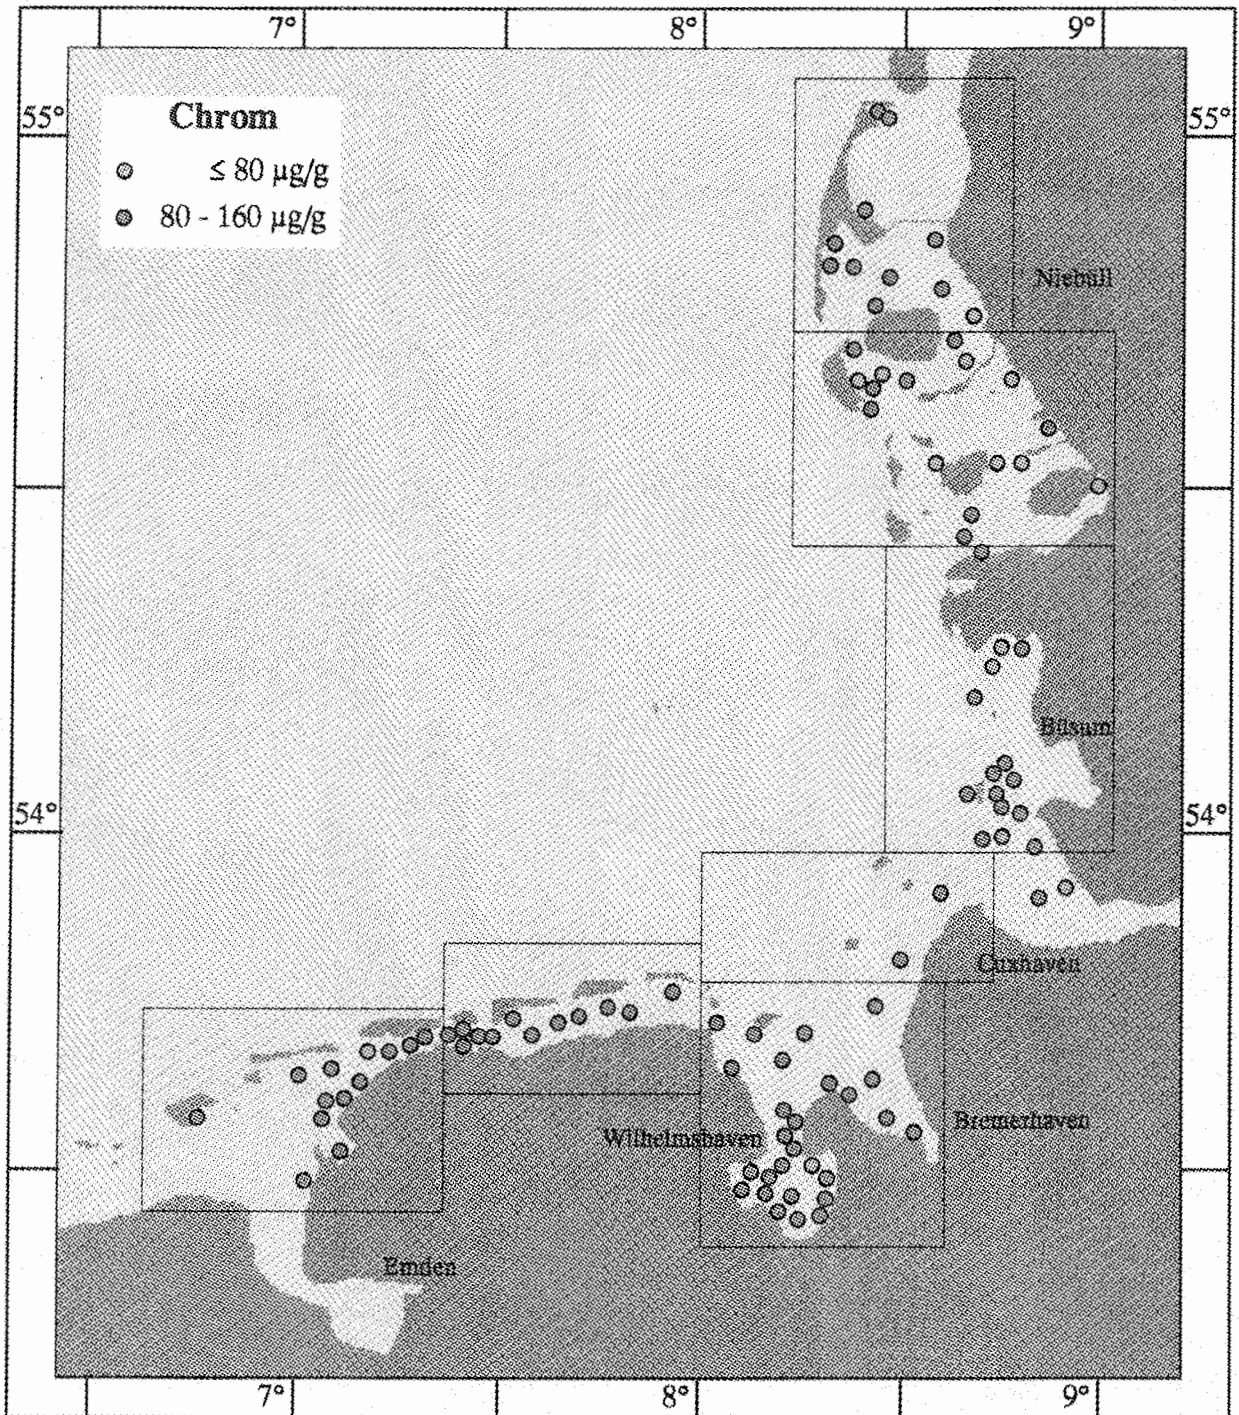 7° 8° 9°
55° 55°
Chrom
≤ 80 µg/g
80 - 160 µg/g
Niebüll
Büsum
54° 54°
Cuxhaven
Wilhelmshaven
Bremerhaven
Emden
7° 8° 9°